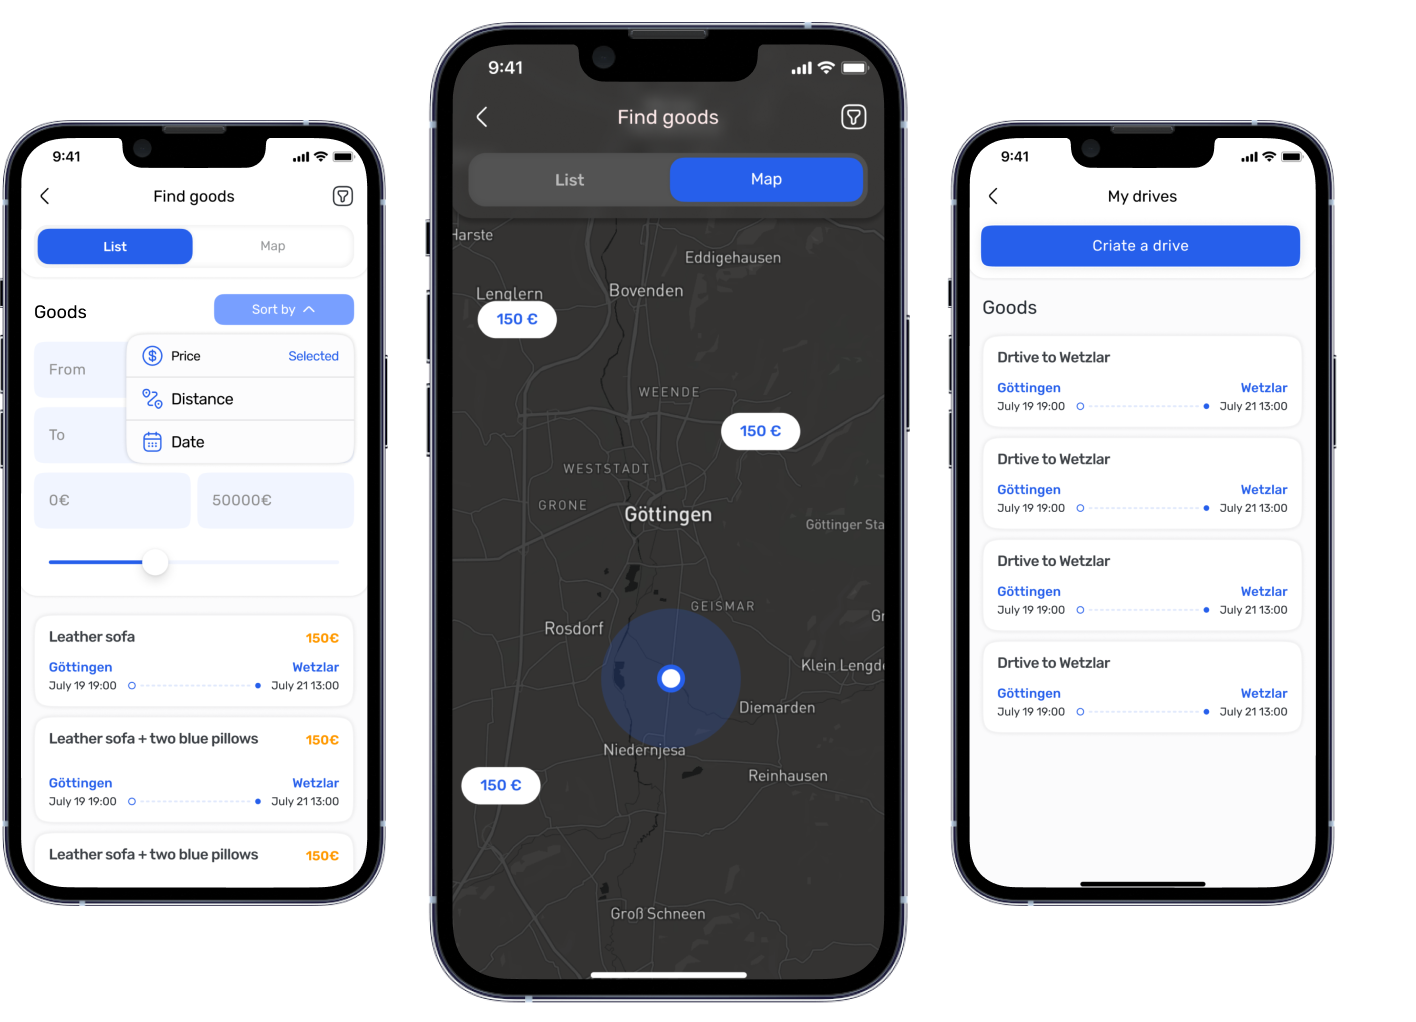 9:41
Find goods
List Map
Goods Sort by
From
Price Selected
Distance
To
Date
0€ 50000€
Leather sofa 150€
Göttingen Wetzlar
July 19 19:00 July 21 13:00
Leather sofa + two blue pillows 150€
Göttingen Wetzlar
July 19 19:00 July 21 13:00
Leather sofa + two blue pillows 150€
9:41
Find goods
List Map
Harste
Eddigehausen
Lenglern
Bovenden
150 €
WEENDE
150 €
WESTSTADT
GRONE
Göttingen
Göttinger Sta
GEISMAR
Gr
Rosdorf
Klein Lengd
Diemarden
Niedernjesa
Reinhausen
150 €
Groß Schneen
9:41
My drives
Criate a drive
Goods
Drtive to Wetzlar
Göttingen Wetzlar
July 19 19:00 July 21 13:00
Drtive to Wetzlar
Göttingen Wetzlar
July 19 19:00 July 21 13:00
Drtive to Wetzlar
Göttingen Wetzlar
July 19 19:00 July 21 13:00
Drtive to Wetzlar
Göttingen Wetzlar
July 19 19:00 July 21 13:00